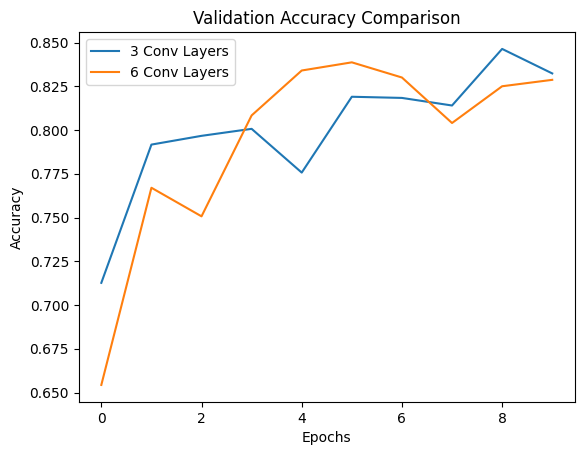 Validation Accuracy Comparison
3 Conv Layers
6 Conv Layers
0.850
0.825
0.800
0.775
0.750
0.725
0.700
0.675
0.650
Accuracy
0 2 4 6 8
Epochs